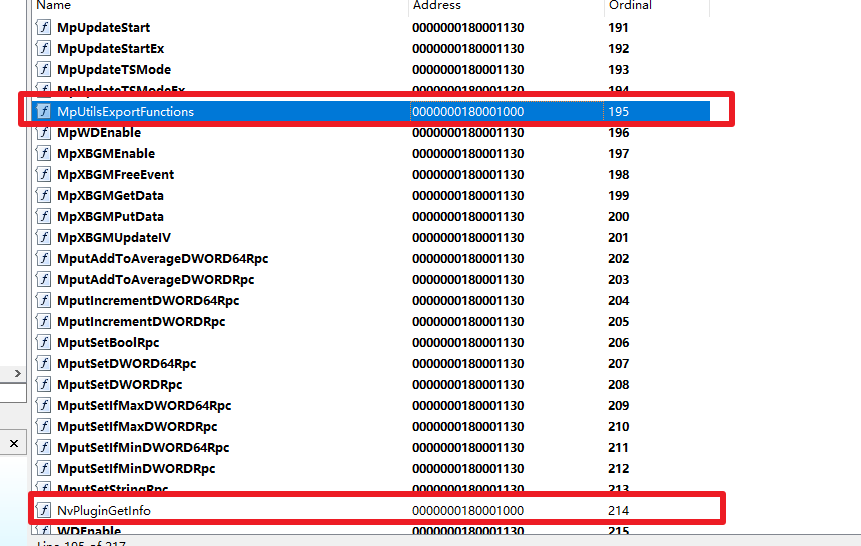 Name Address Ordinal
MpUpdateStart 0000000180001130 191
MpUpdateStartEx 0000000180001130 192
MpUpdateTSMode 0000000180001130 193
MpUpdateTSModeEx 0000000180001130 194
MpUtilsExportFunctions 0000000180001000 195
MpWDEnable 0000000180001130 196
MpXBGMEnable 0000000180001130 197
MpXBGMFreeEvent 0000000180001130 198
MpXBGMGetData 0000000180001130 199
MpXBGMPutData 0000000180001130 200
MpXBGMUpdateIV 0000000180001130 201
MputAddToAverageDWORD64Rpc 0000000180001130 202
MputAddToAverageDWORDRpc 0000000180001130 203
MputIncrementDWORD64Rpc 0000000180001130 204
MputIncrementDWORDRpc 0000000180001130 205
MputSetBoolRpc 0000000180001130 206
MputSetDWORD64Rpc 0000000180001130 207
MputSetDWORDRpc 0000000180001130 208
MputSetIfMaxDWORD64Rpc 0000000180001130 209
MputSetIfMaxDWORDRpc 0000000180001130 210
MputSetIfMinDWORD64Rpc 0000000180001130 211
MputSetIfMinDWORDRpc 0000000180001130 212
MputSetStringRpc 0000000180001130 213
NvPluginGetInfo 0000000180001000 214
WDEnable 0000000180001130 215
Line 195 of 217